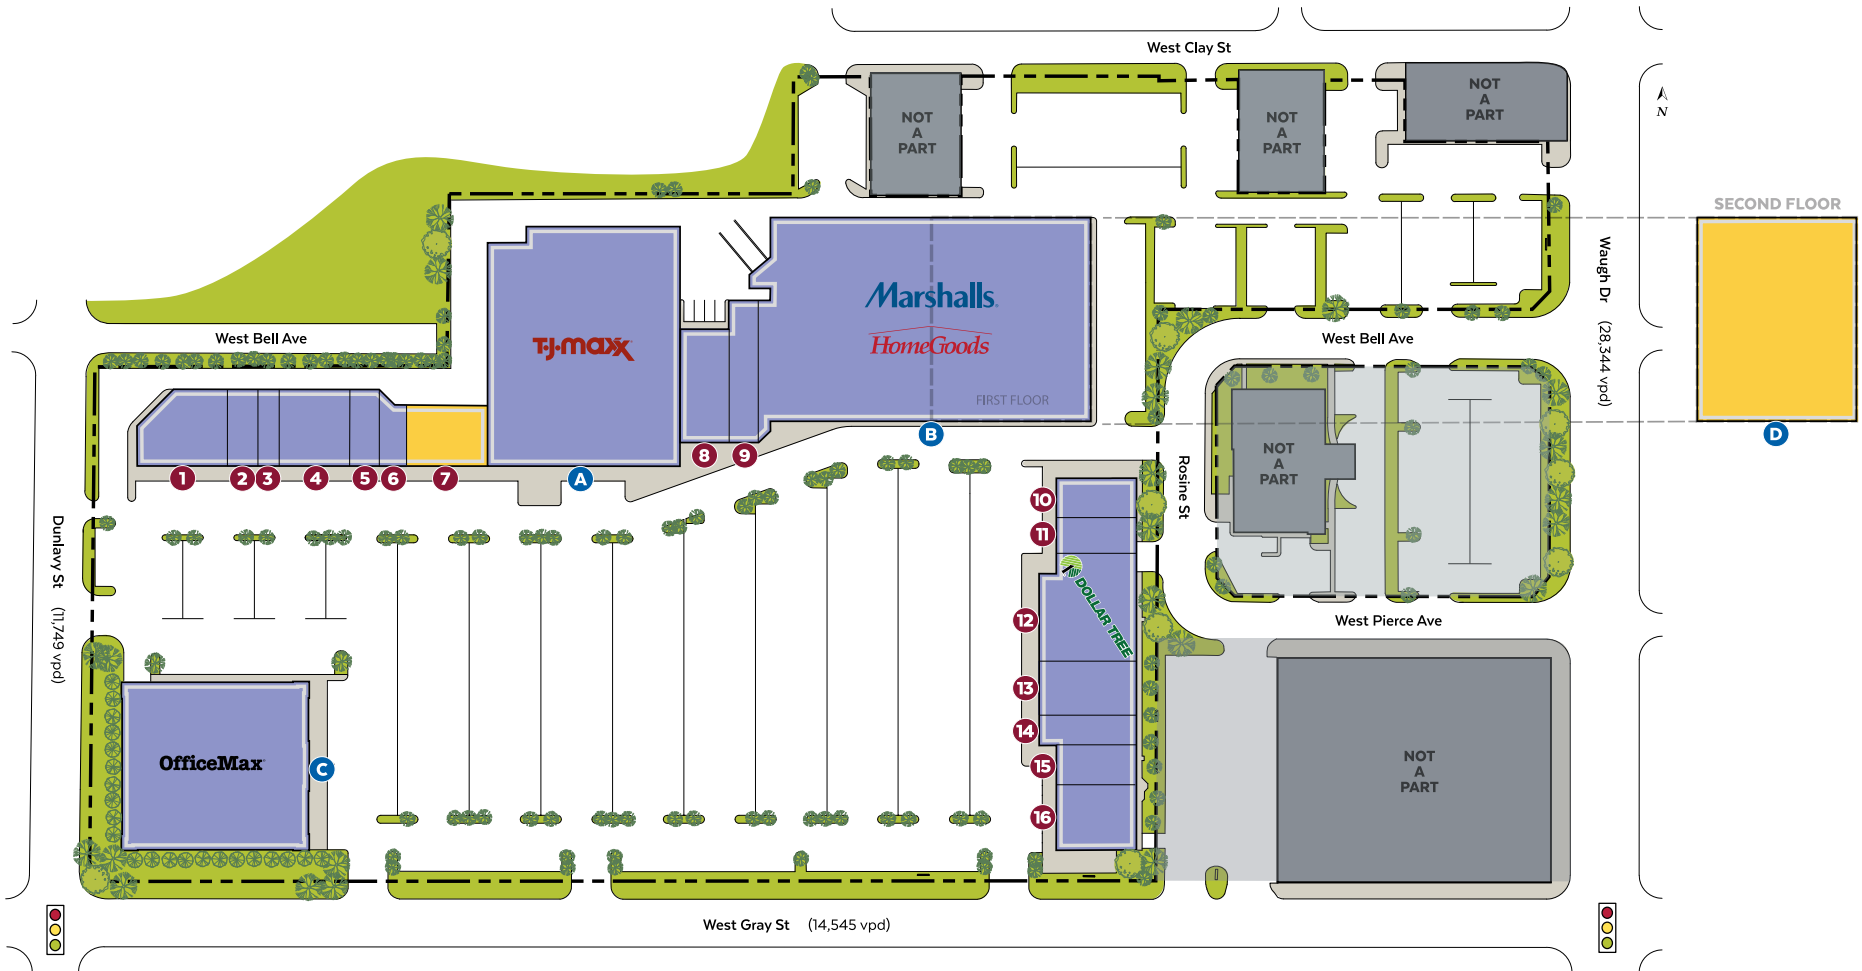 West Clay St
NOT
A
PART
NOT
A
PART
NOT
A
PART
N
SECOND FLOOR
Waugh Dr (28,344 vpd)
West Bell Ave
T·J·maxx
Marshalls
HomeGoods
FIRST FLOOR
West Bell Ave
1
2
3
4
5
6
7
A
8
9
B
D
10
11
12
13
14
15
16
DOLLAR TREE
Rosine St
NOT
A
PART
Dunlavy St (11,749 vpd)
West Pierce Ave
OfficeMax
C
NOT
A
PART
West Gray St (14,545 vpd)